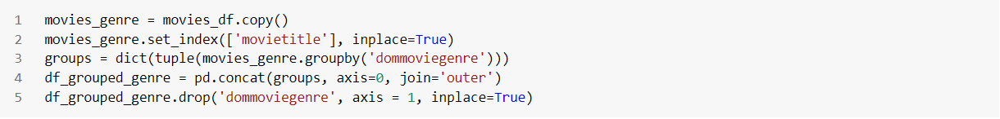 1 movies_genre = movies_df.copy()
2 movies_genre.set_index(['movietitle'], inplace=True)
3 groups = dict(tuple(movies_genre.groupby('dommoviegenre')))
4 df_grouped_genre = pd.concat(groups, axis=0, join='outer')
5 df_grouped_genre.drop('dommoviegenre', axis = 1, inplace=True)